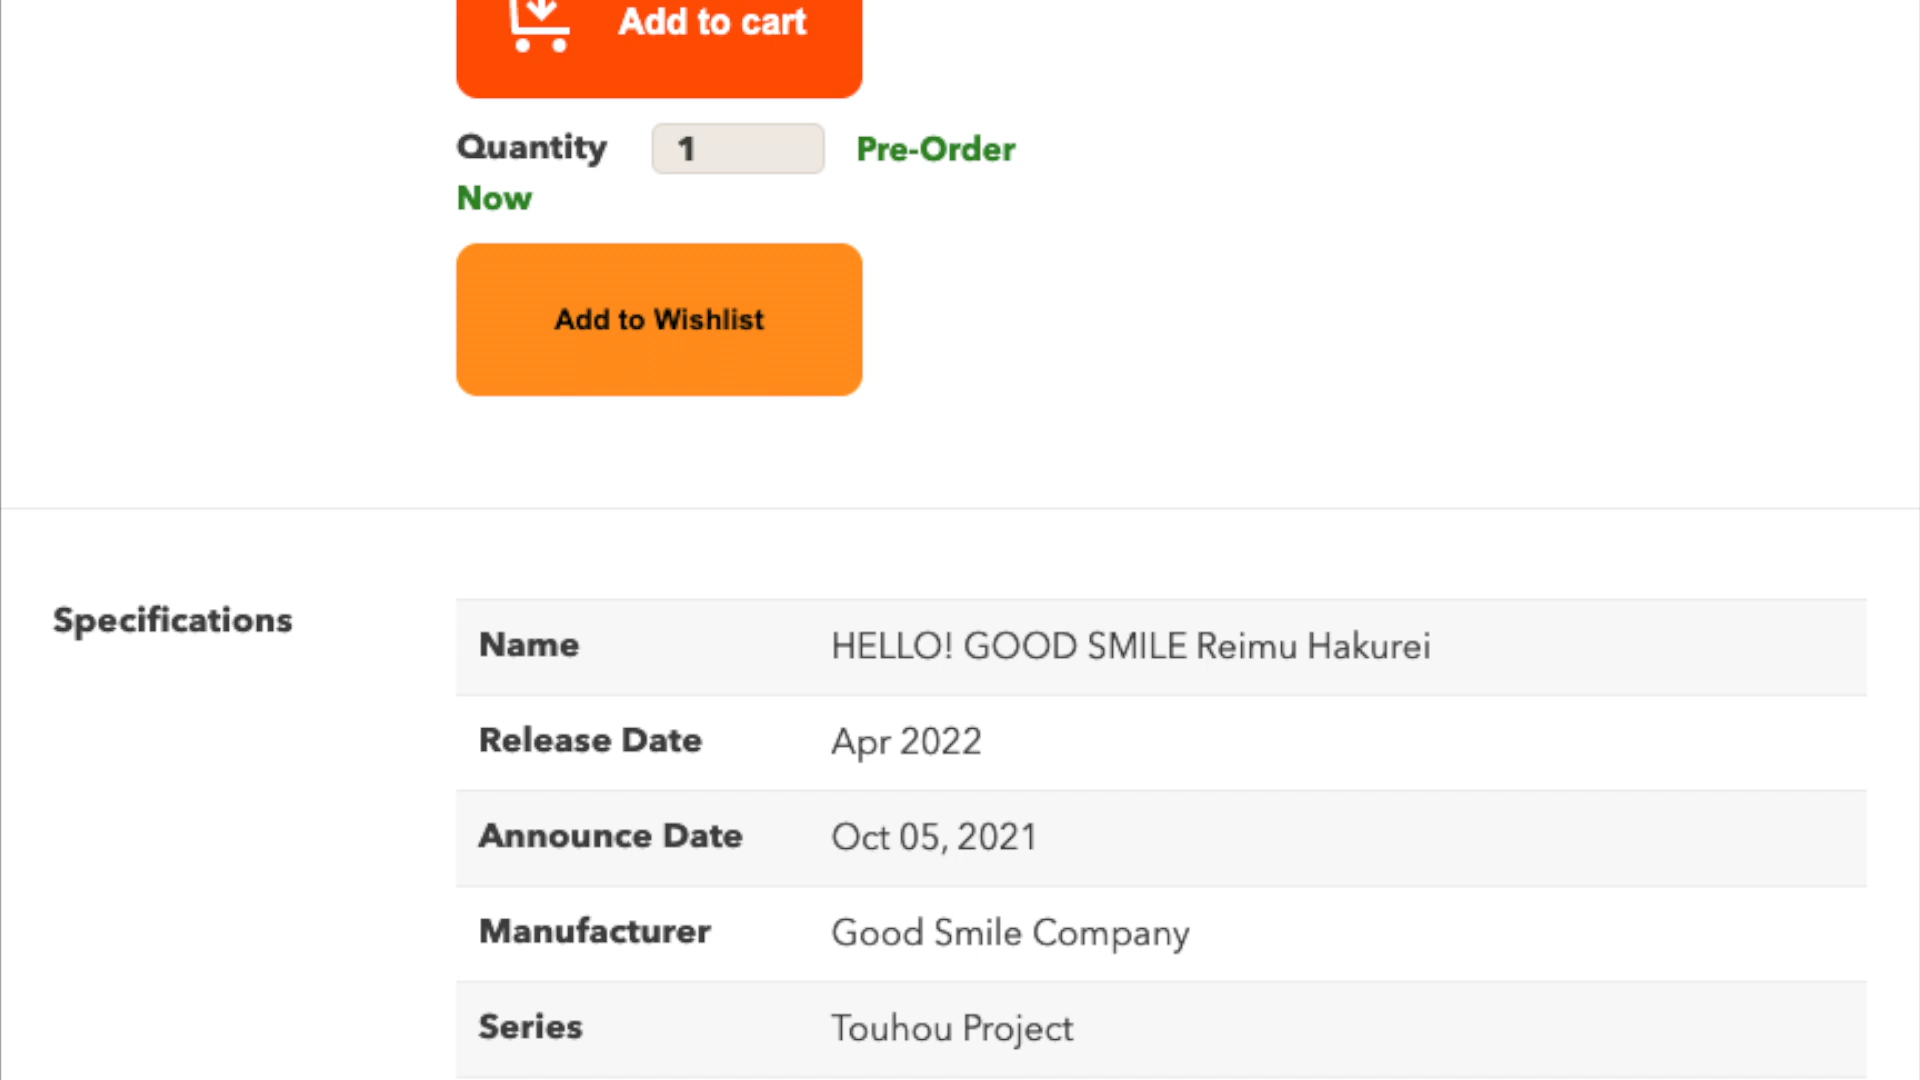 Add to cart
Quantity 1 Pre-Order
Now
Add to Wishlist
Specifications
Name HELLO! GOOD SMILE Reimu Hakurei
Release Date Apr 2022
Announce Date Oct 05, 2021
Manufacturer Good Smile Company
Series Touhou Project